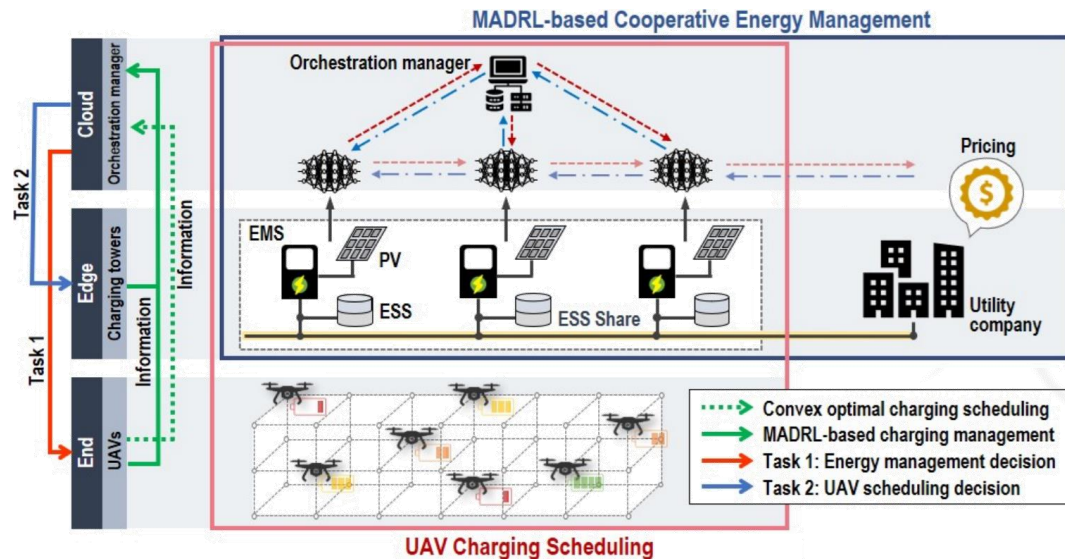 MADRL-based Cooperative Energy Management
Orchestration manager
Cloud
Orchestration manager
Pricing
$
Task 2
Information
EMS
PV
ESS
ESS Share
Utility
company
Edge
Charging towers
Task 1
Information
End
UAVs
Convex optimal charging scheduling
MADRL-based charging management
Task 1: Energy management decision
Task 2: UAV scheduling decision
UAV Charging Scheduling